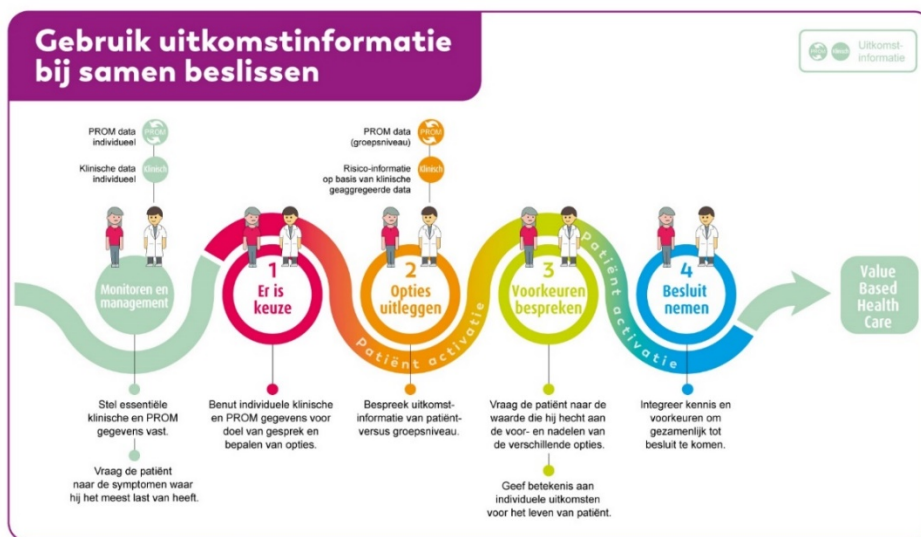 Gebruik uitkomstinformatie
bij samen beslissen
PROM
Klinisch
Uitkomst-
informatie
PROM data
individueel
PROM
Klinische data
individueel
Klinisch
PROM data
(groepsniveau)
PROM
Risico-informatie
op basis van klinische
geaggregeerde data
Klinisch
Monitoren en
management
1
Er is
keuze
2
Opties
uitleggen
3
Voorkeuren
bespreken
4
Besluit
nemen
Patiënt activatie
Patiënt activatie
Value
Based
Health
Care
Stel essentiële
klinische en PROM
gegevens vast.
Vraag de patiënt
naar de symptomen waar
hij het meest last van heeft.
Benut individuele klinische
en PROM gegevens voor
doel van gesprek en
bepalen van opties.
Bespreek uitkomst-
informatie van patiënt-
versus groepsniveau.
Vraag de patiënt naar de
waarde die hij hecht aan
de voor- en nadelen van
de verschillende opties.
Geef betekenis aan
individuele uitkomsten
voor het leven van patiënt.
Integreer kennis en
voorkeuren om
gezamenlijk tot
besluit te komen.